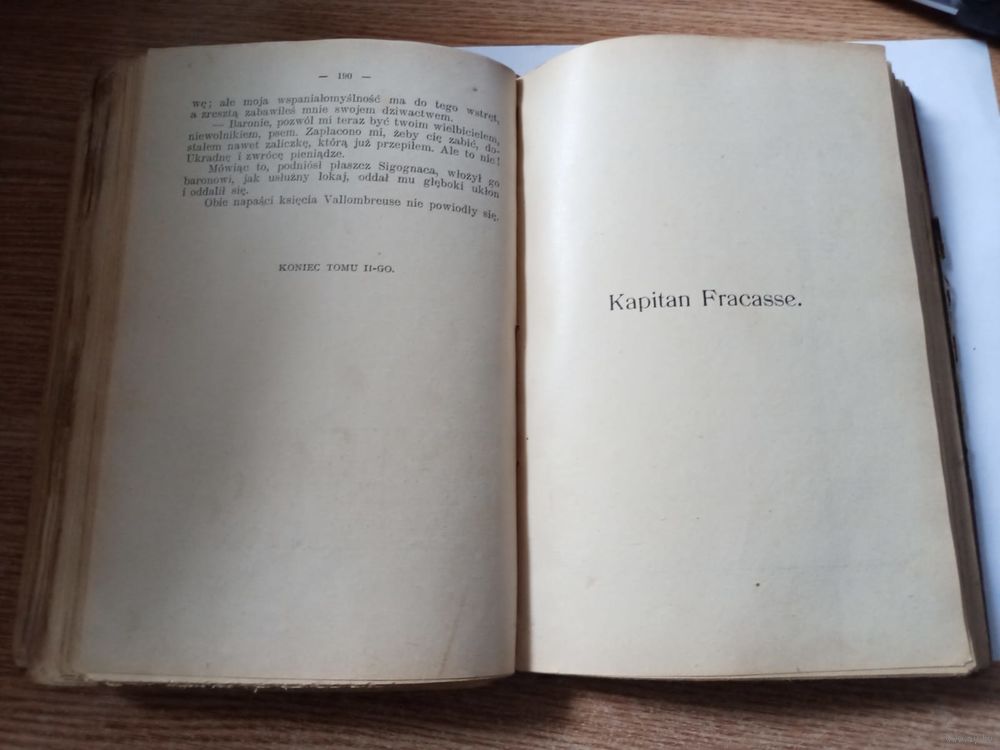 — 190 —
wę; ale moja wspaniałomyślność ma do tego wstręt,
a zresztą zabawiłeś mnie swojem dziwactwem.
— Baronie, pozwól mi teraz być twoim wielbicielem,
niewolnikiem, psem. Zapłacono mi, żeby cię zabić, do-
stałem nawet zaliczkę, którą już przepiłem. Ale to nie!
Ukradnę i zwrócę pieniądze.
Mówiąc to, podniósł płaszcz Sigognaca, włożył go
baronowi, jak usłużny lokaj, oddał mu głęboki ukłon
i oddalił się.
Obie napaści księcia Vallombreuse nie powiodły się.
KONIEC TOMU II-GO.
Kapitan Fracasse.